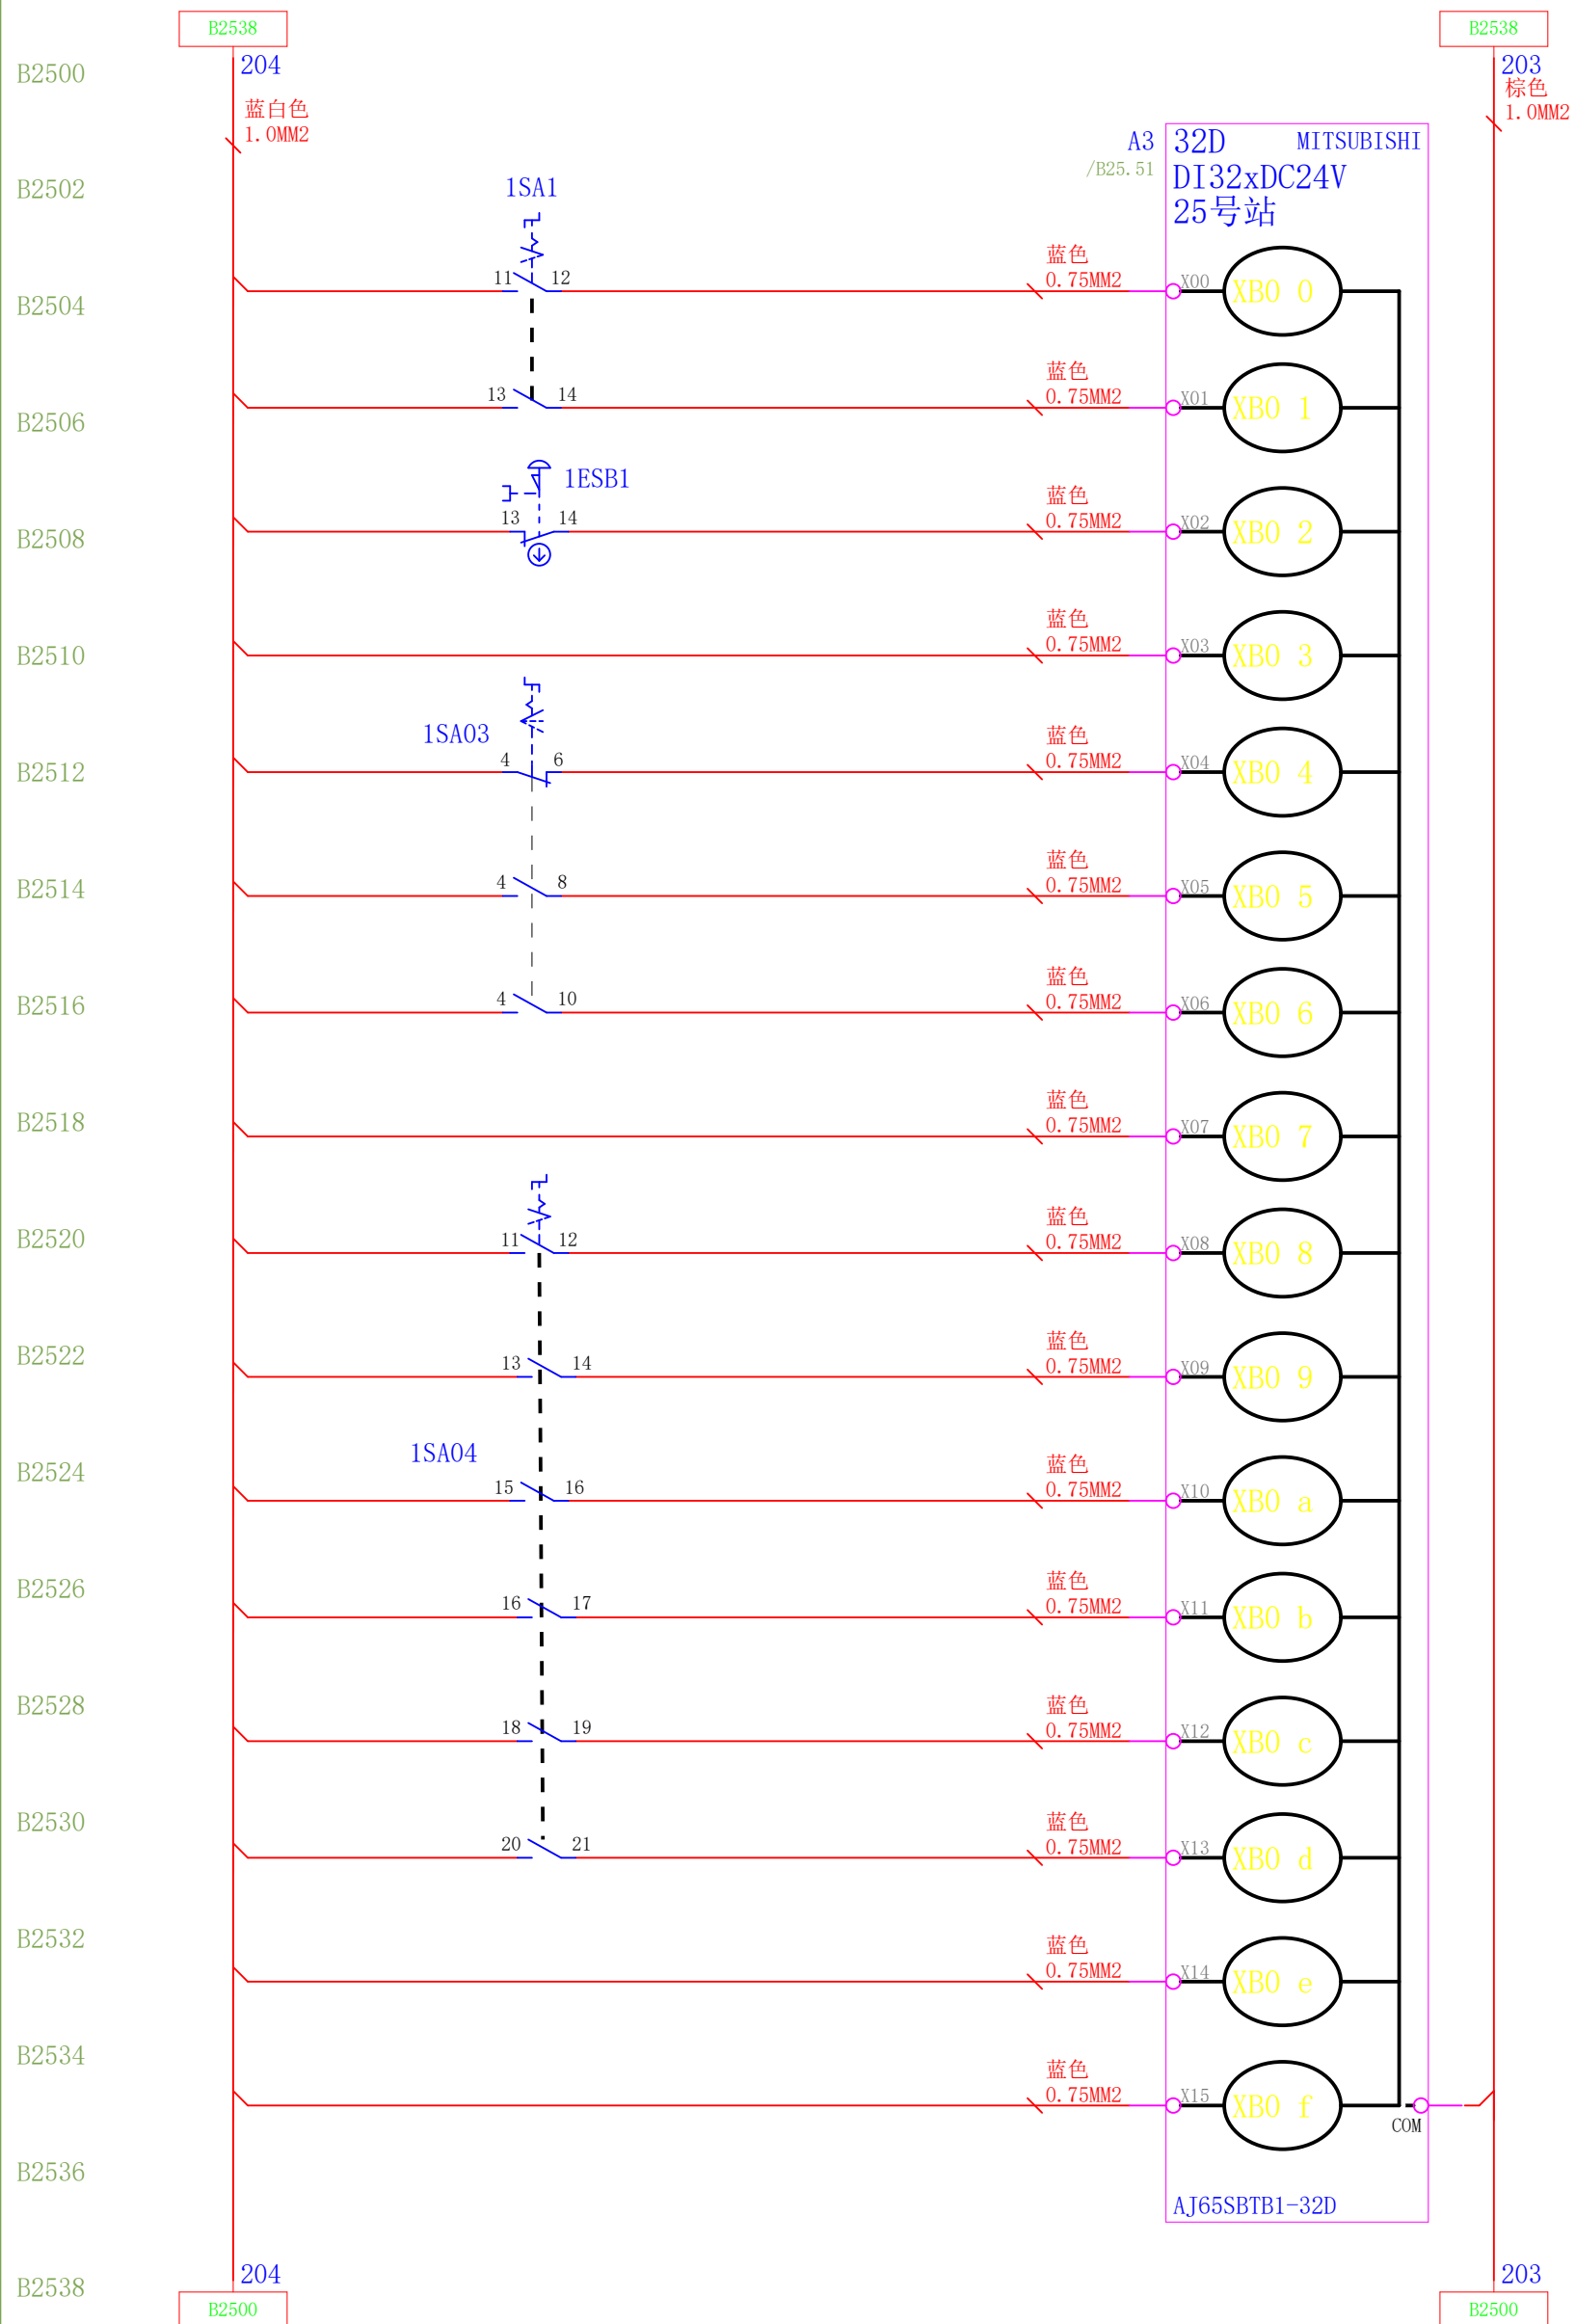 B2538
B2538
B2500
204
203
蓝白色
1.0MM2
棕色
1.0MM2
A3
/B25.51
32D
MITSUBISHI
DI32xDC24V
25号站
B2502
1SA1
11
12
蓝色
0.75MM2
X00
XB0 0
B2504
13
14
蓝色
0.75MM2
X01
XB0 1
B2506
1ESB1
13
14
蓝色
0.75MM2
X02
XB0 2
B2508
蓝色
0.75MM2
X03
XB0 3
B2510
1SA03
4
6
蓝色
0.75MM2
X04
XB0 4
B2512
4
8
蓝色
0.75MM2
X05
XB0 5
B2514
4
10
蓝色
0.75MM2
X06
XB0 6
B2516
蓝色
0.75MM2
X07
XB0 7
B2518
11
12
蓝色
0.75MM2
X08
XB0 8
B2520
13
14
蓝色
0.75MM2
X09
XB0 9
B2522
1SA04
15
16
蓝色
0.75MM2
X10
XB0 a
B2524
16
17
蓝色
0.75MM2
X11
XB0 b
B2526
18
19
蓝色
0.75MM2
X12
XB0 c
B2528
20
21
蓝色
0.75MM2
X13
XB0 d
B2530
蓝色
0.75MM2
X14
XB0 e
B2532
蓝色
0.75MM2
X15
XB0 f
B2534
COM
B2536
AJ65SBTB1-32D
B2538
204
203
B2500
B2500